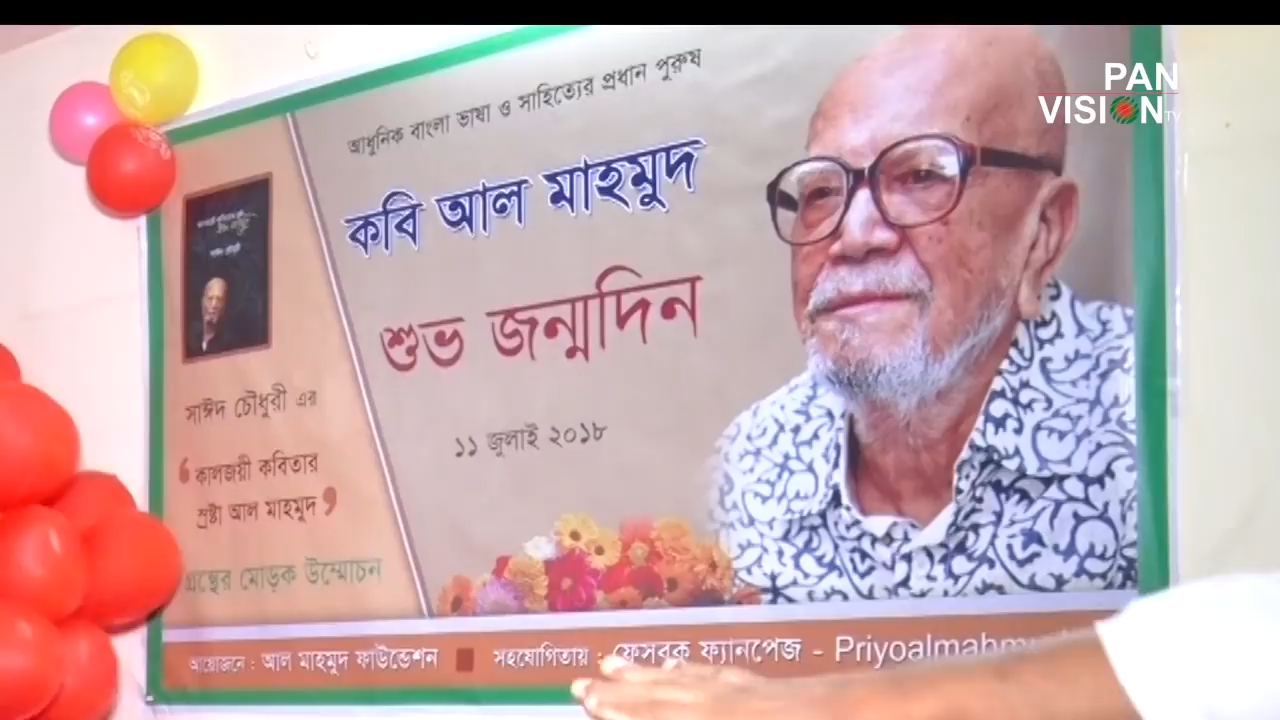 PAN
VISION TV
আধুনিক বাংলা ভাষা ও সাহিত্যের প্রধান পুরুষ
কবি আল মাহমুদ
শুভ জন্মদিন
১১ জুলাই ২০১৮
সাঈদ চৌধুরী এর
‘কালজয়ী কবিতার
স্রষ্টা আল মাহমুদ’
গ্রন্থের মোড়ক উম্মোচন
আয়োজনে : আল মাহমুদ ফাউন্ডেশন সহযোগিতায় : ফেসবুক ফ্যানপেজ - Priyoalmahm